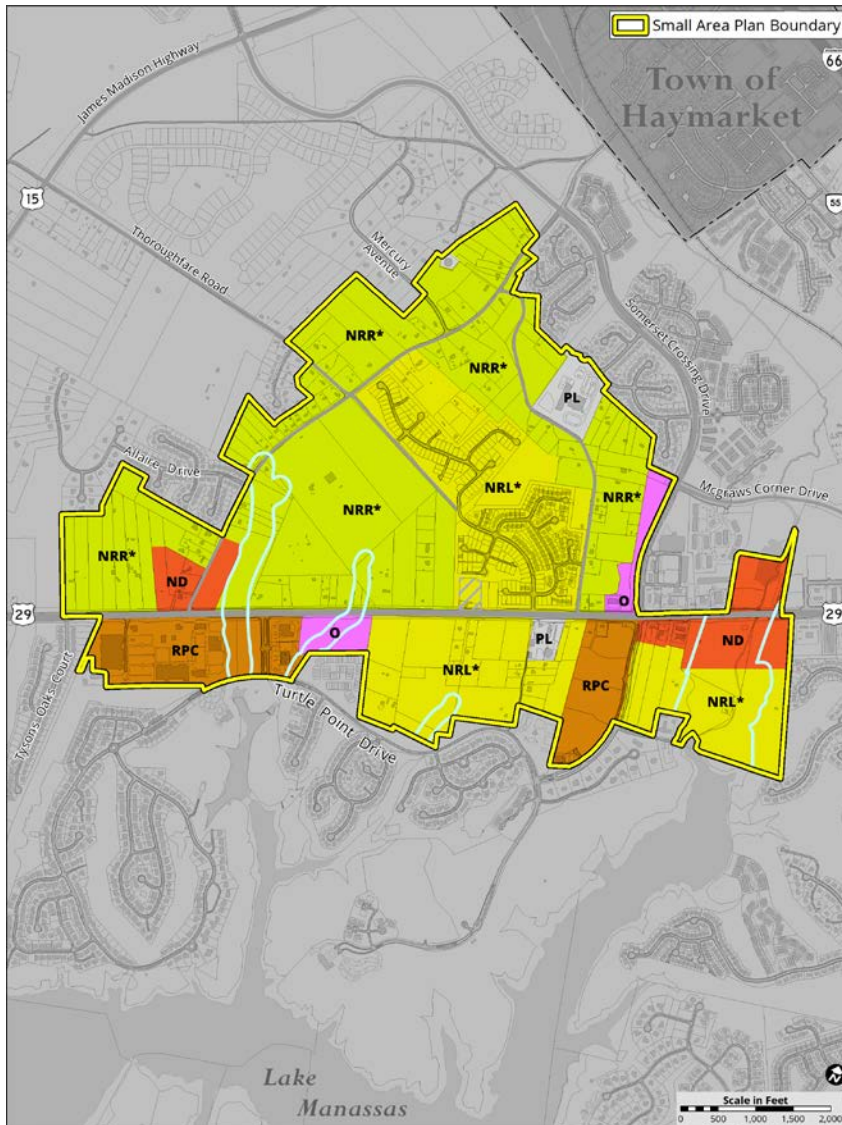 Small Area Plan Boundary
66
James Madison Highway
Town of
Haymarket
15
55
Thoroughfare Road
Mercury
Avenue
Somerset Crossing Drive
NRR*
NRR*
PL
Allaire Drive
NRL*
NRR*
Mcgraws Corner Drive
NRR*
NRR*
ND
29
O
29
RPC
O
PL
ND
NRL*
RPC
NRL*
Tysons Oaks Court
Turtle Point Drive
Lake
Manassas
N
Scale in Feet
0 500 1,000 1,500 2,000